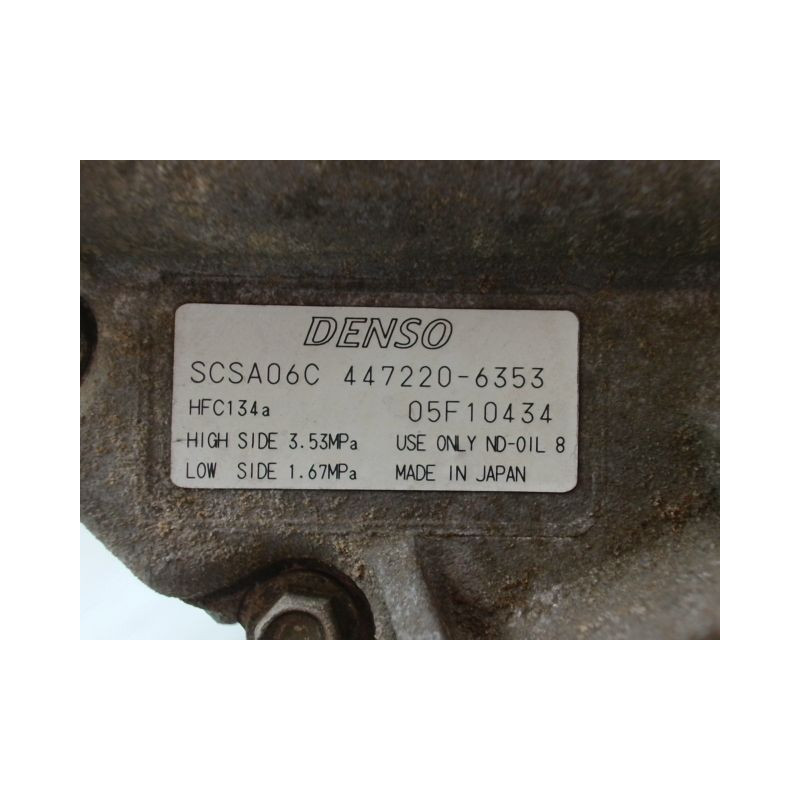 DENSO
SCSA06C 447220-6353
HFC134a 05F10434
HIGH SIDE 3.53MPa USE ONLY ND-OIL 8
LOW SIDE 1.67MPa MADE IN JAPAN